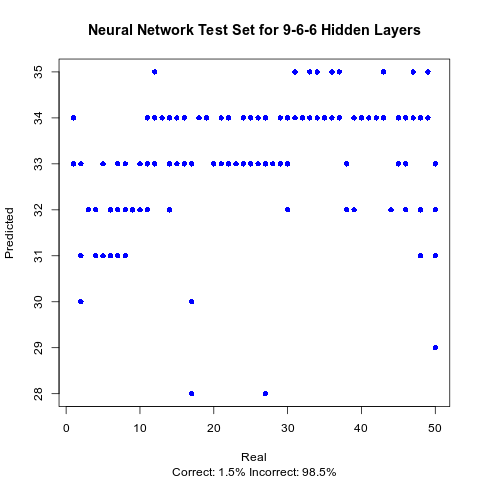 Neural Network Test Set for 9-6-6 Hidden Layers
35
34
33
32
31
30
29
28
Predicted
0 10 20 30 40 50
Real
Correct: 1.5% Incorrect: 98.5%